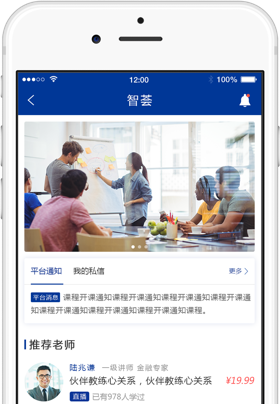 12:00 100%
智荟
平台通知 我的私信 更多
平台消息 课程开课通知课程开课通知课程开课通知课程开课通
知课程开课通知课程开课通知课程开课通知课程。
推荐老师
陆兆谦 一级讲师 金融专家
伙伴教练心关系，伙伴教练心关系 ¥19.99
直播 已有978人学过